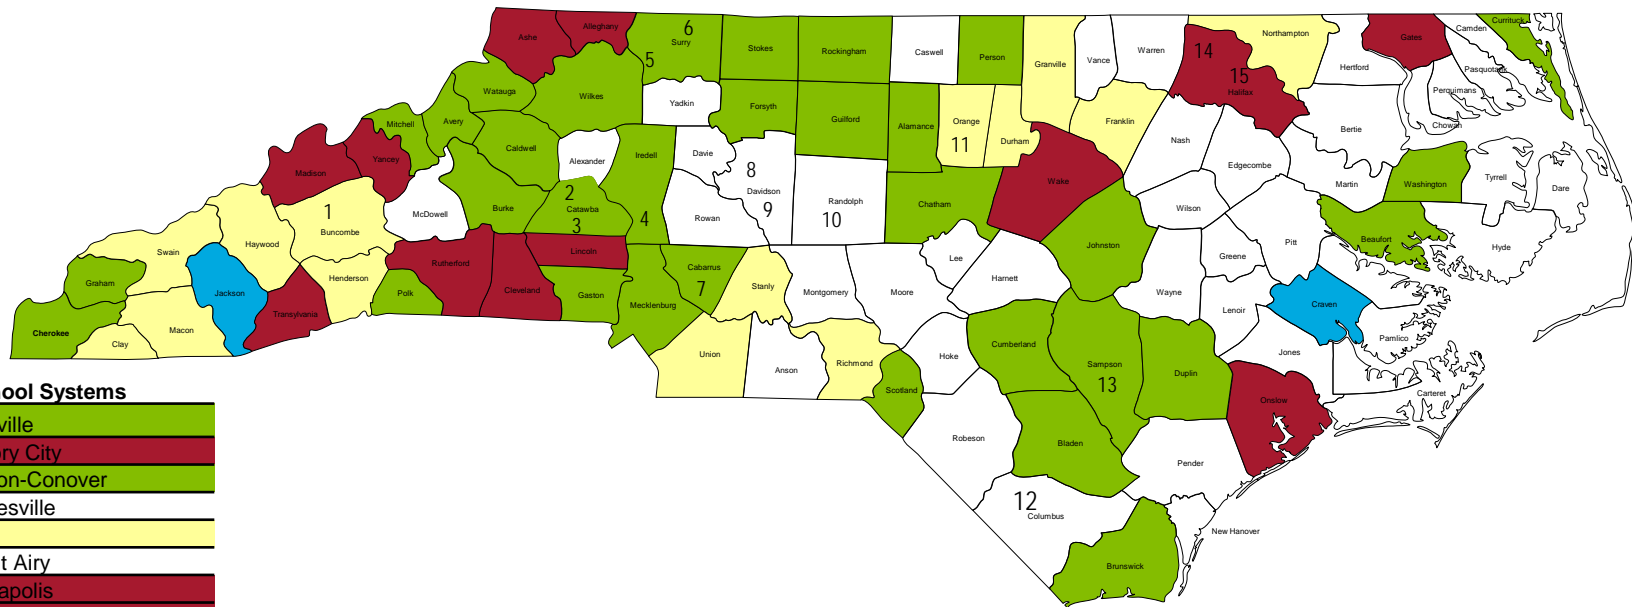 Ashe
Alleghany
6
Surry
5
Stokes
Rockingham
Caswell
Person
Granville
Vance
Warren
14
15
Halifax
Northampton
Hertford
Gates
Camden
Currituck
Pasquotank
Perquimans
Chowan
Bertie
Watauga
Wilkes
Yadkin
Forsyth
Guilford
Alamance
Orange
11
Durham
Franklin
Nash
Edgecombe
Martin
Washington
Tyrrell
Dare
Mitchell
Avery
Caldwell
Alexander
Iredell
Davie
8
Davidson
9
Randolph
10
Chatham
Wake
Wilson
Pitt
Beaufort
Hyde
Madison
Yancey
McDowell
Burke
2
Catawba
3
4
Rowan
Johnston
Greene
1
Buncombe
Haywood
Swain
Graham
Cherokee
Clay
Macon
Jackson
Transylvania
Henderson
Polk
Rutherford
Cleveland
Lincoln
Gaston
Mecklenburg
Cabarrus
7
Stanly
Montgomery
Moore
Lee
Harnett
Wayne
Lenoir
Craven
Pamlico
Jones
Carteret
Union
Anson
Richmond
Scotland
Hoke
Cumberland
Sampson
13
Duplin
Onslow
Robeson
Bladen
Pender
12
Columbus
New Hanover
Brunswick
ool Systems
ville
ry City
on-Conover
esville
t Airy
apolis